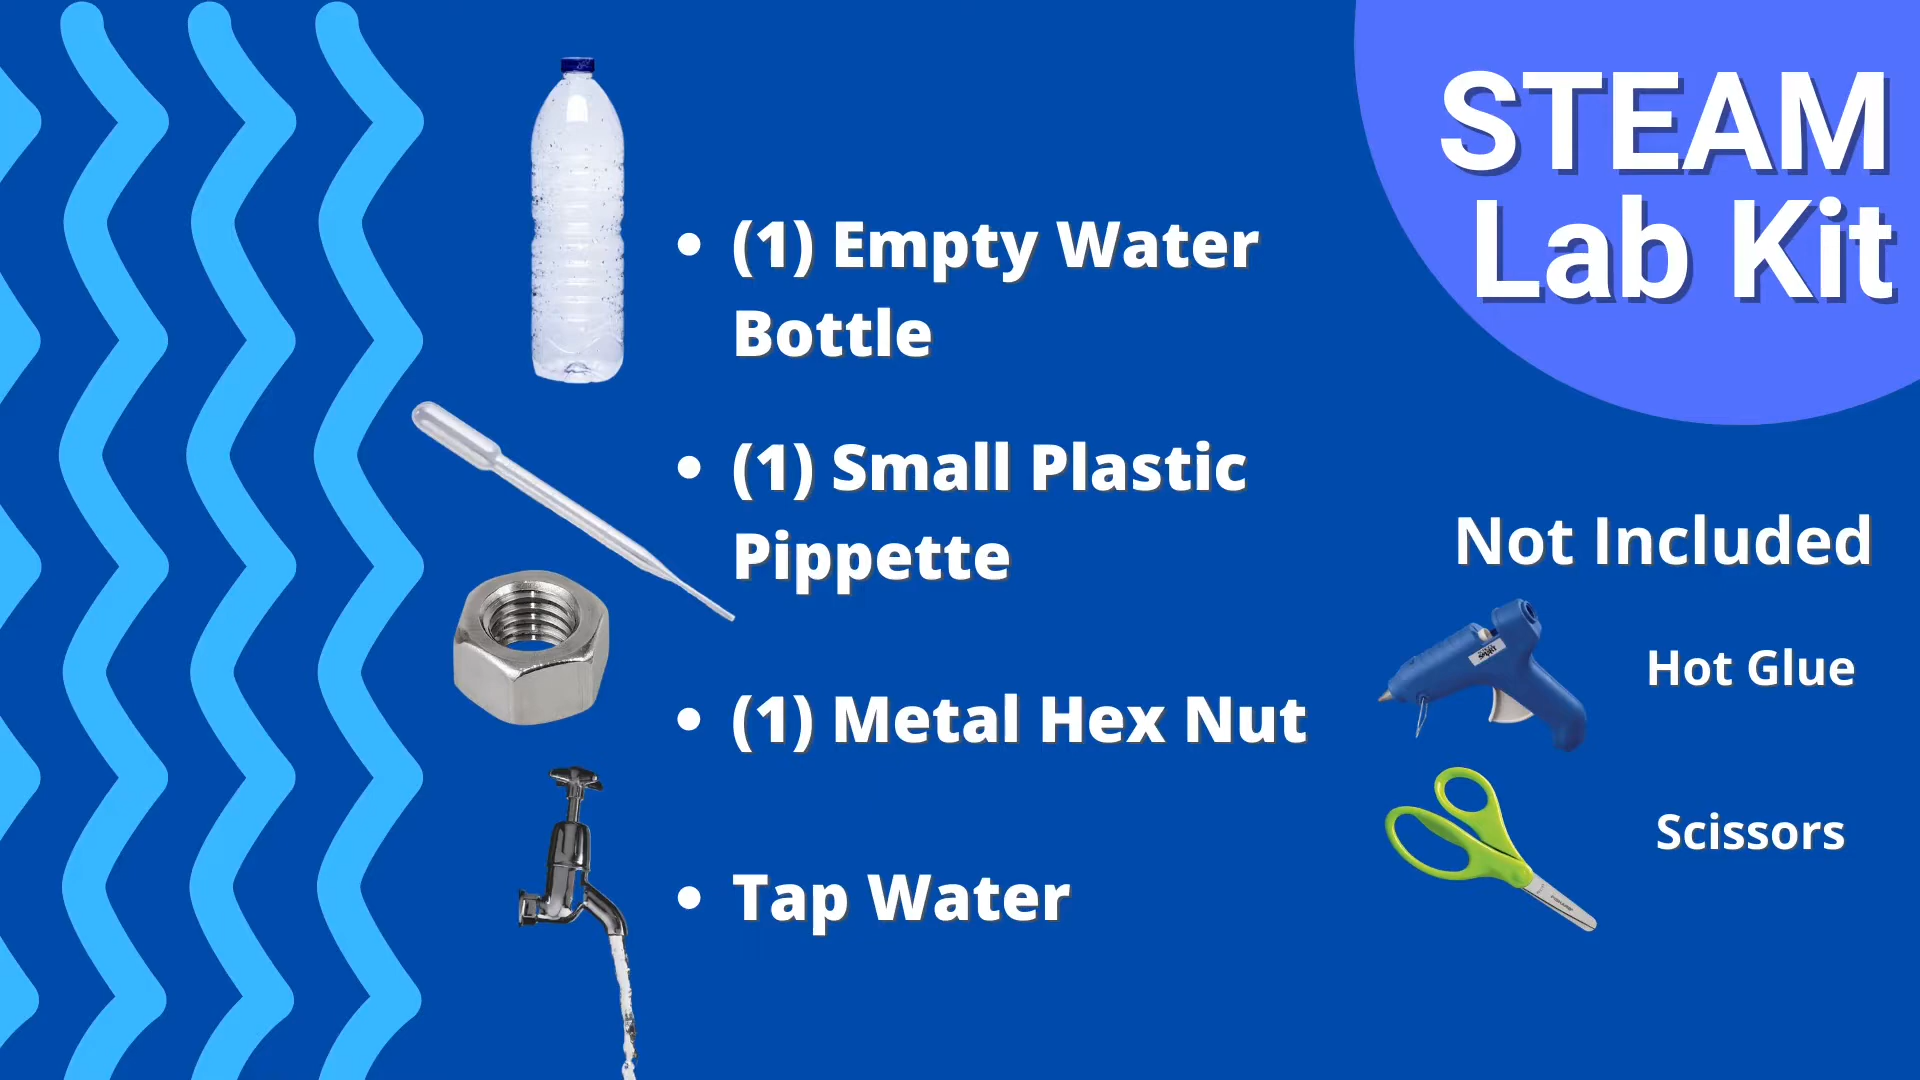 STEAM
Lab Kit
• (1) Empty Water
Bottle
• (1) Small Plastic
Pippette
• (1) Metal Hex Nut
• Tap Water
Not Included
Hot Glue
Scissors